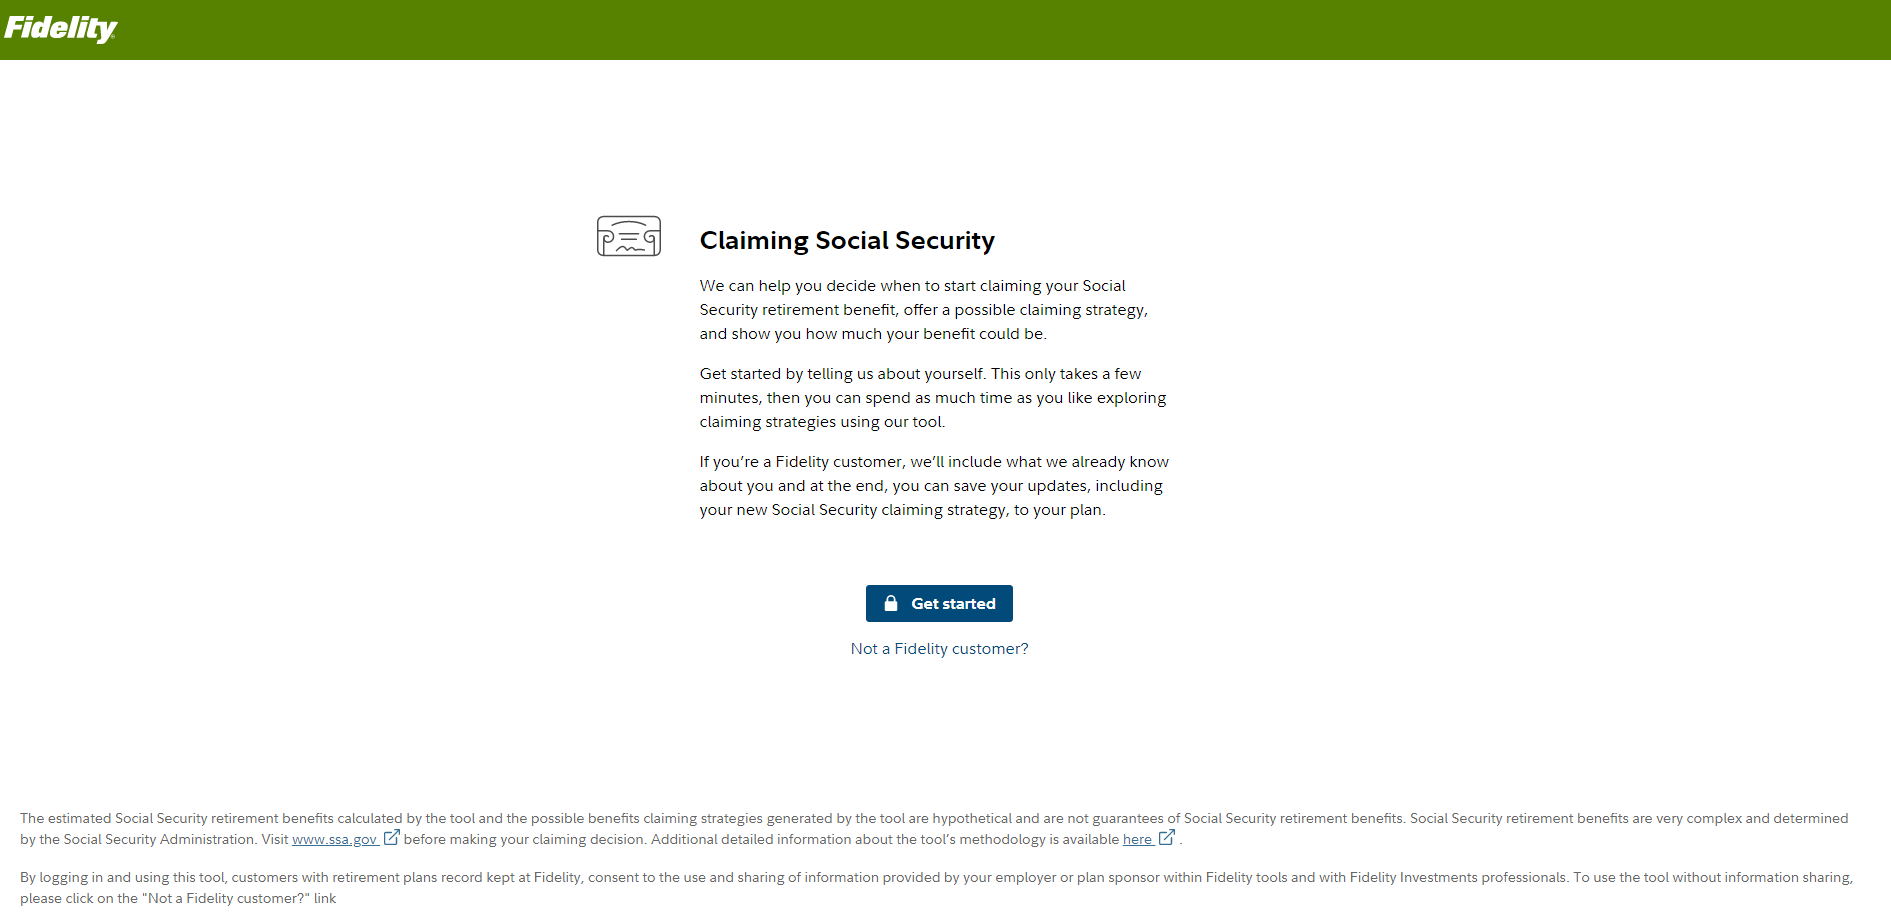 Fidelity
Claiming Social Security
We can help you decide when to start claiming your Social
Security retirement benefit, offer a possible claiming strategy,
and show you how much your benefit could be.
Get started by telling us about yourself. This only takes a few
minutes, then you can spend as much time as you like exploring
claiming strategies using our tool.
If you’re a Fidelity customer, we’ll include what we already know
about you and at the end, you can save your updates, including
your new Social Security claiming strategy, to your plan.
Get started
Not a Fidelity customer?
The estimated Social Security retirement benefits calculated by the tool and the possible benefits claiming strategies generated by the tool are hypothetical and are not guarantees of Social Security retirement benefits. Social Security retirement benefits are very complex and determined
by the Social Security Administration. Visit www.ssa.gov before making your claiming decision. Additional detailed information about the tool’s methodology is available here .
By logging in and using this tool, customers with retirement plans record kept at Fidelity, consent to the use and sharing of information provided by your employer or plan sponsor within Fidelity tools and with Fidelity Investments professionals. To use the tool without information sharing,
please click on the "Not a Fidelity customer?" link